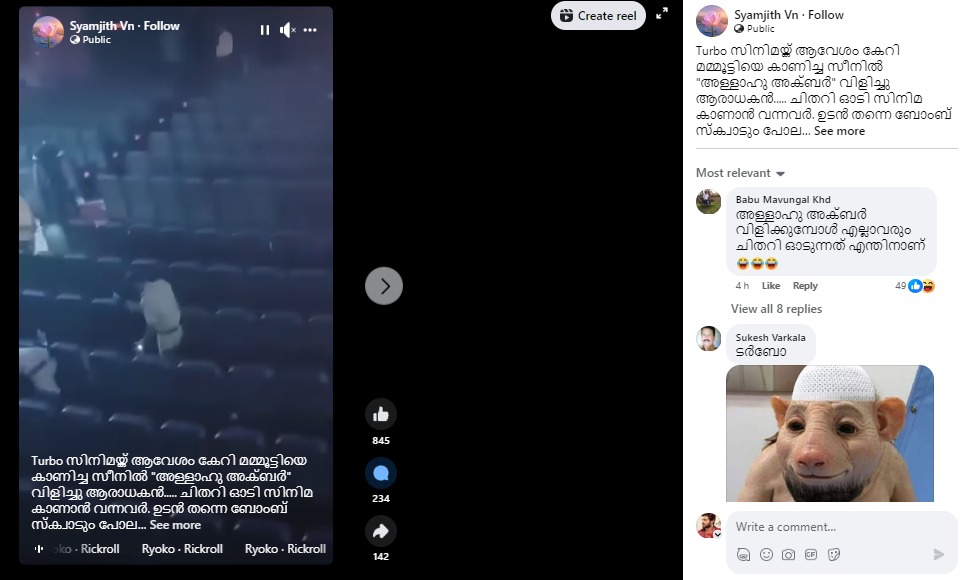 Syamjith Vn · Follow
Public
Turbo സിനിമയ്ക്ക് ആവേശം കേറി മമ്മൂട്ടിയെ
കാണിച്ച സീനിൽ "അള്ളാഹു അക്ബർ"
വിളിച്ചു ആരാധകൻ..... ചിതറി ഓടി സിനിമ
കാണാൻ വന്നവർ. ഉടൻ തന്നെ ബോംബ്
സ്ക്വാടും പോല... See more
oko · Rickroll Ryoko · Rickroll Ryoko · Rickroll
Create reel
845
234
142
Syamjith Vn · Follow
Public
Turbo സിനിമയ്ക്ക് ആവേശം കേറി
മമ്മൂട്ടിയെ കാണിച്ച സീനിൽ
"അള്ളാഹു അക്ബർ" വിളിച്ചു
ആരാധകൻ..... ചിതറി ഓടി സിനിമ
കാണാൻ വന്നവർ. ഉടൻ തന്നെ ബോംബ്
സ്ക്വാടും പോല... See more
Most relevant
Babu Mavungal Khd
അള്ളാഹു അക്ബർ
വിളിക്കുമ്പോൾ എല്ലാവരും
ചിതറി ഓടുന്നത് എന്തിനാണ്
😂😂😂
4 h Like Reply 49
View all 8 replies
Sukesh Varkala
ടർബോ
Write a comment...
GIF